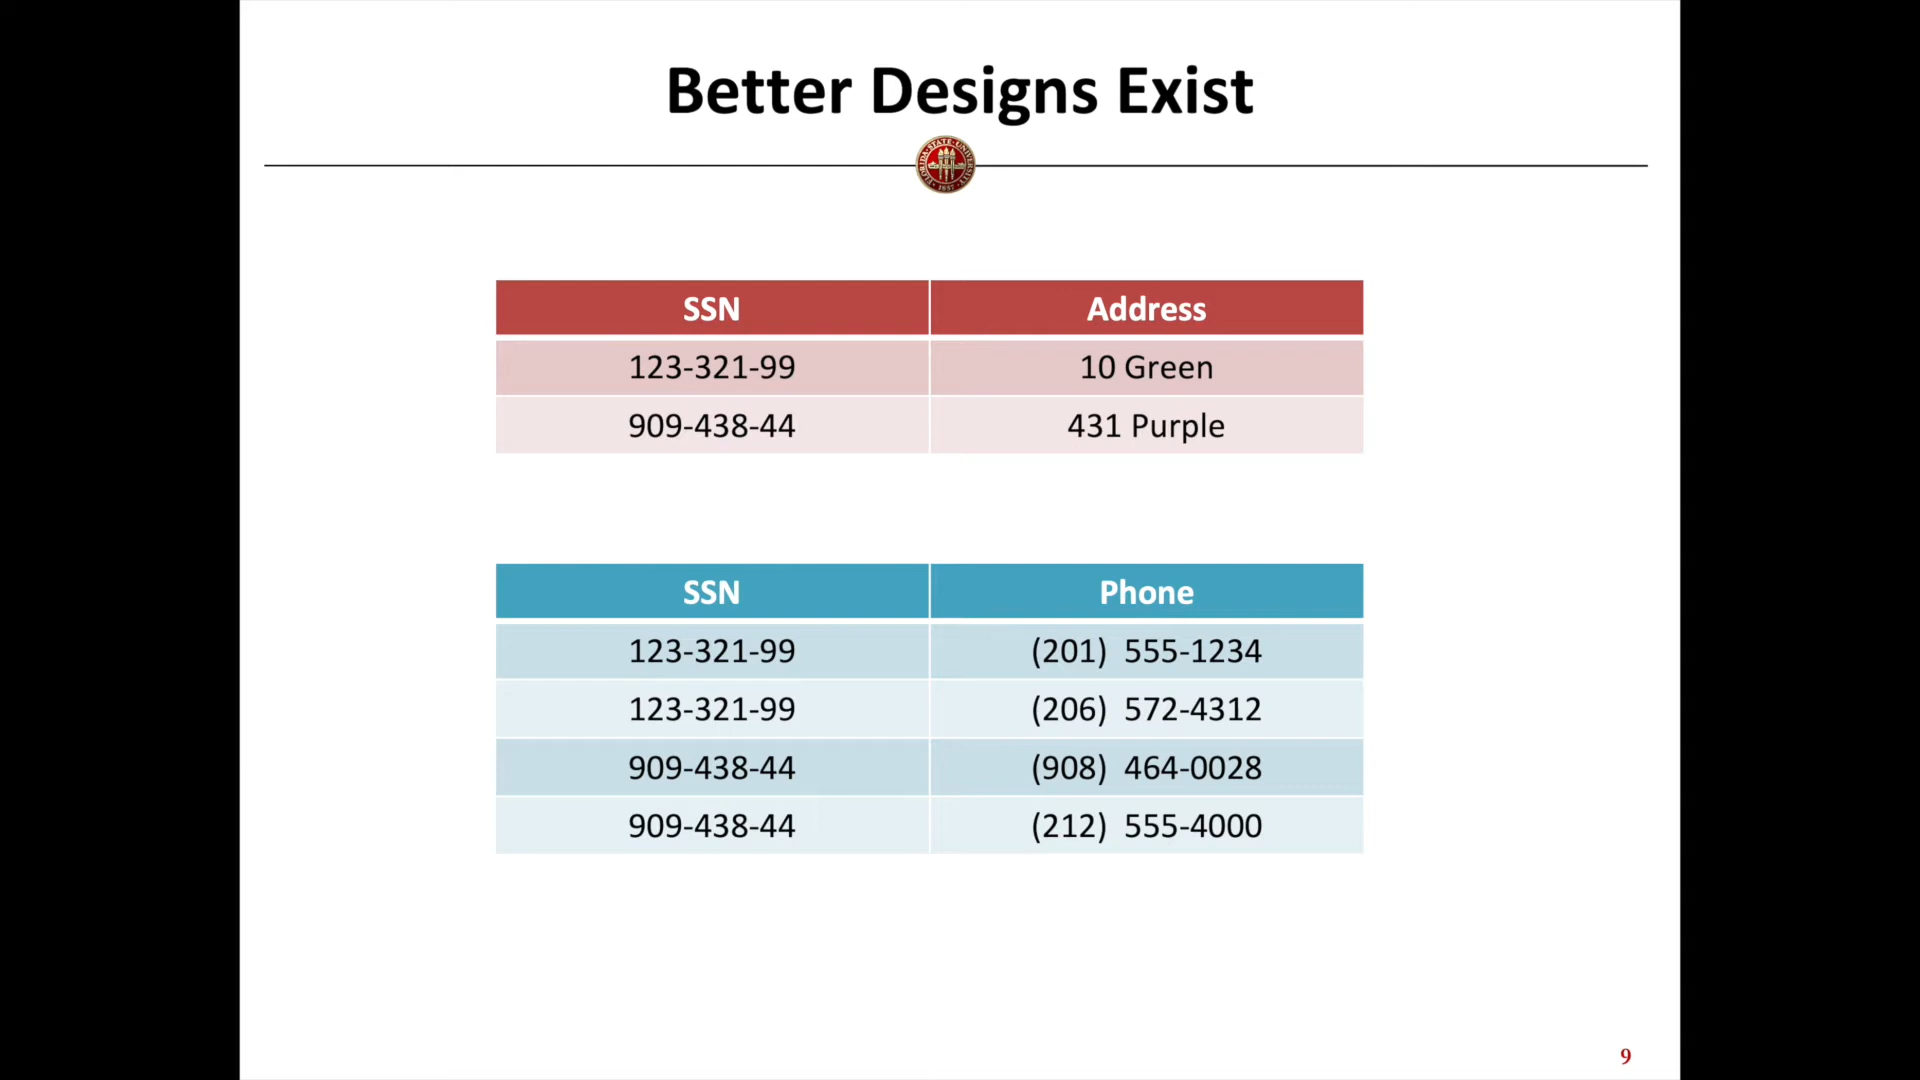 Better Designs Exist
SSN Address
123-321-99 10 Green
909-438-44 431 Purple
SSN Phone
123-321-99 (201) 555-1234
123-321-99 (206) 572-4312
909-438-44 (908) 464-0028
909-438-44 (212) 555-4000
9